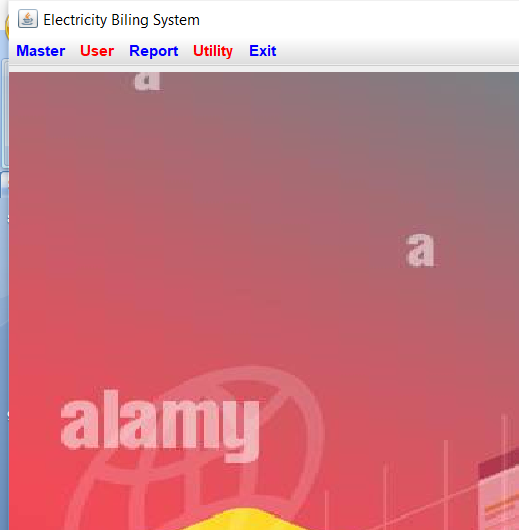 Electricity Biling System
Master User Report Utility Exit
a
a
alamy